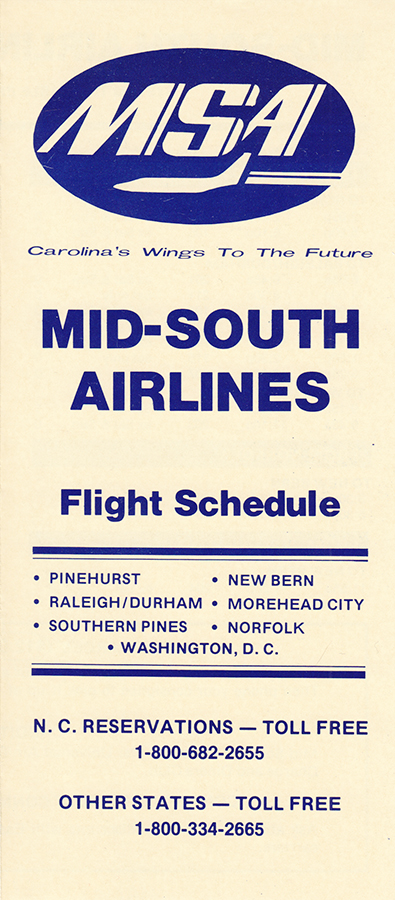 MSA
Carolina's Wings To The Future
MID-SOUTH
AIRLINES
Flight Schedule
• PINEHURST • NEW BERN
• RALEIGH/DURHAM • MOREHEAD CITY
• SOUTHERN PINES • NORFOLK
• WASHINGTON, D. C.
N. C. RESERVATIONS — TOLL FREE
1-800-682-2655
OTHER STATES — TOLL FREE
1-800-334-2665